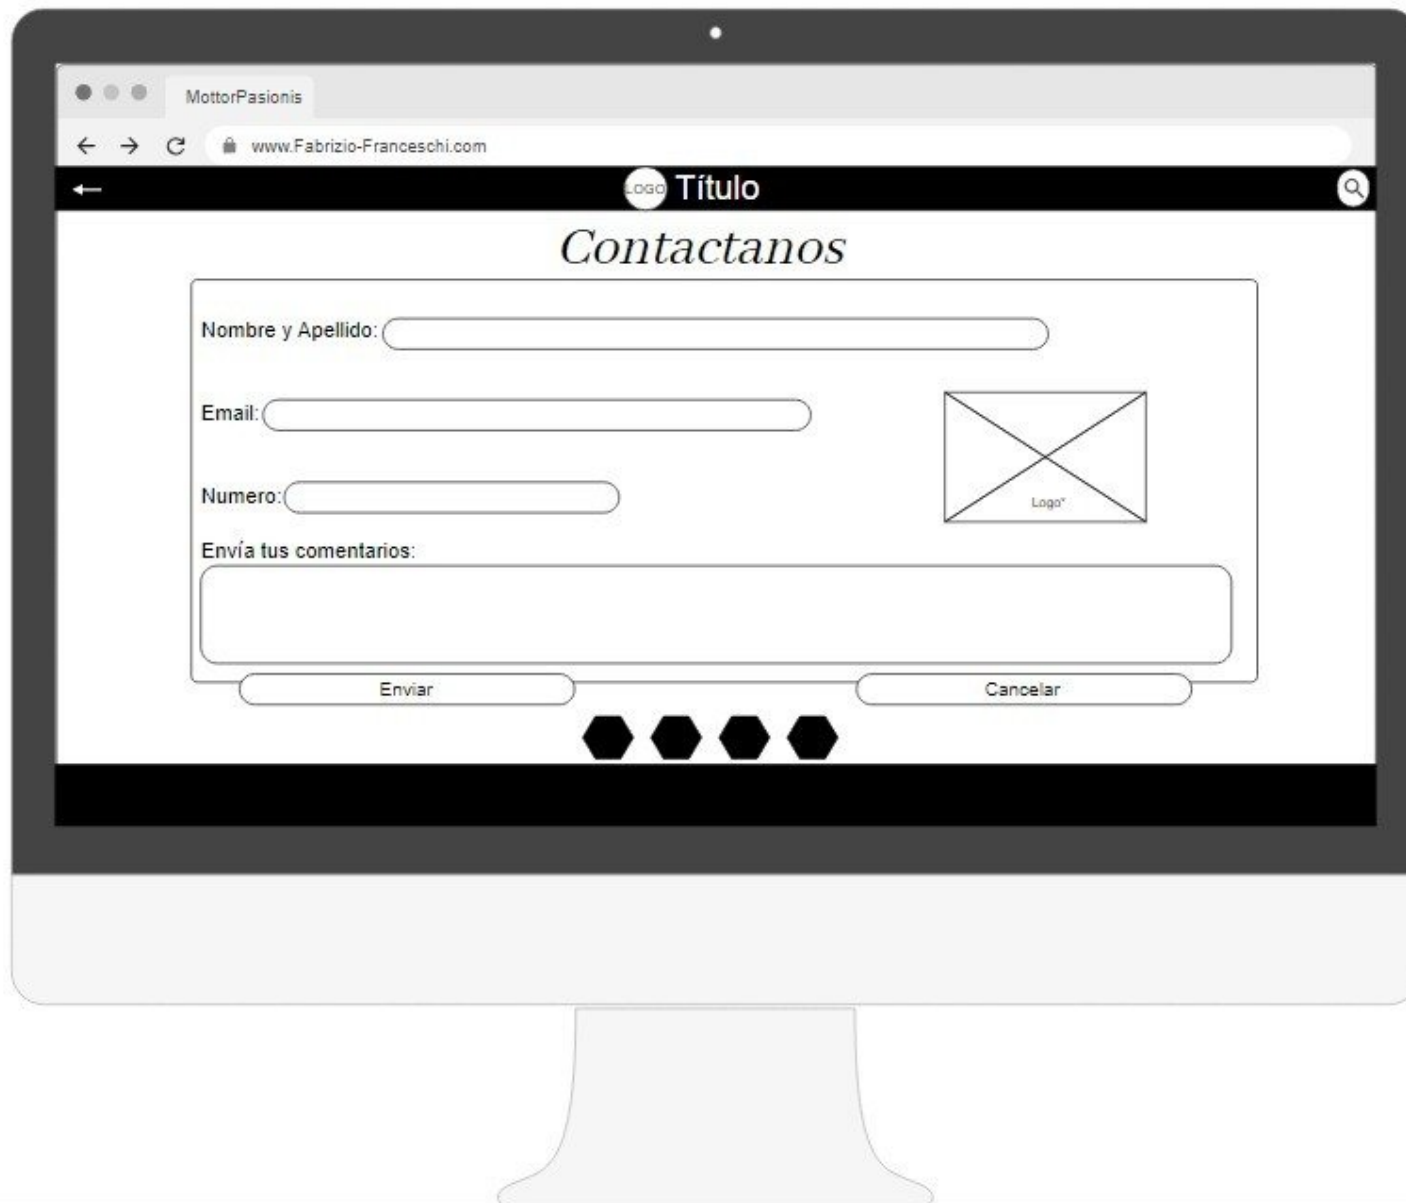 MottorPasionis
www.Fabrizio-Franceschi.com
LOGO Título
Contactanos
Nombre y Apellido:
Email:
Numero:
Logo*
Envía tus comentarios:
Enviar Cancelar